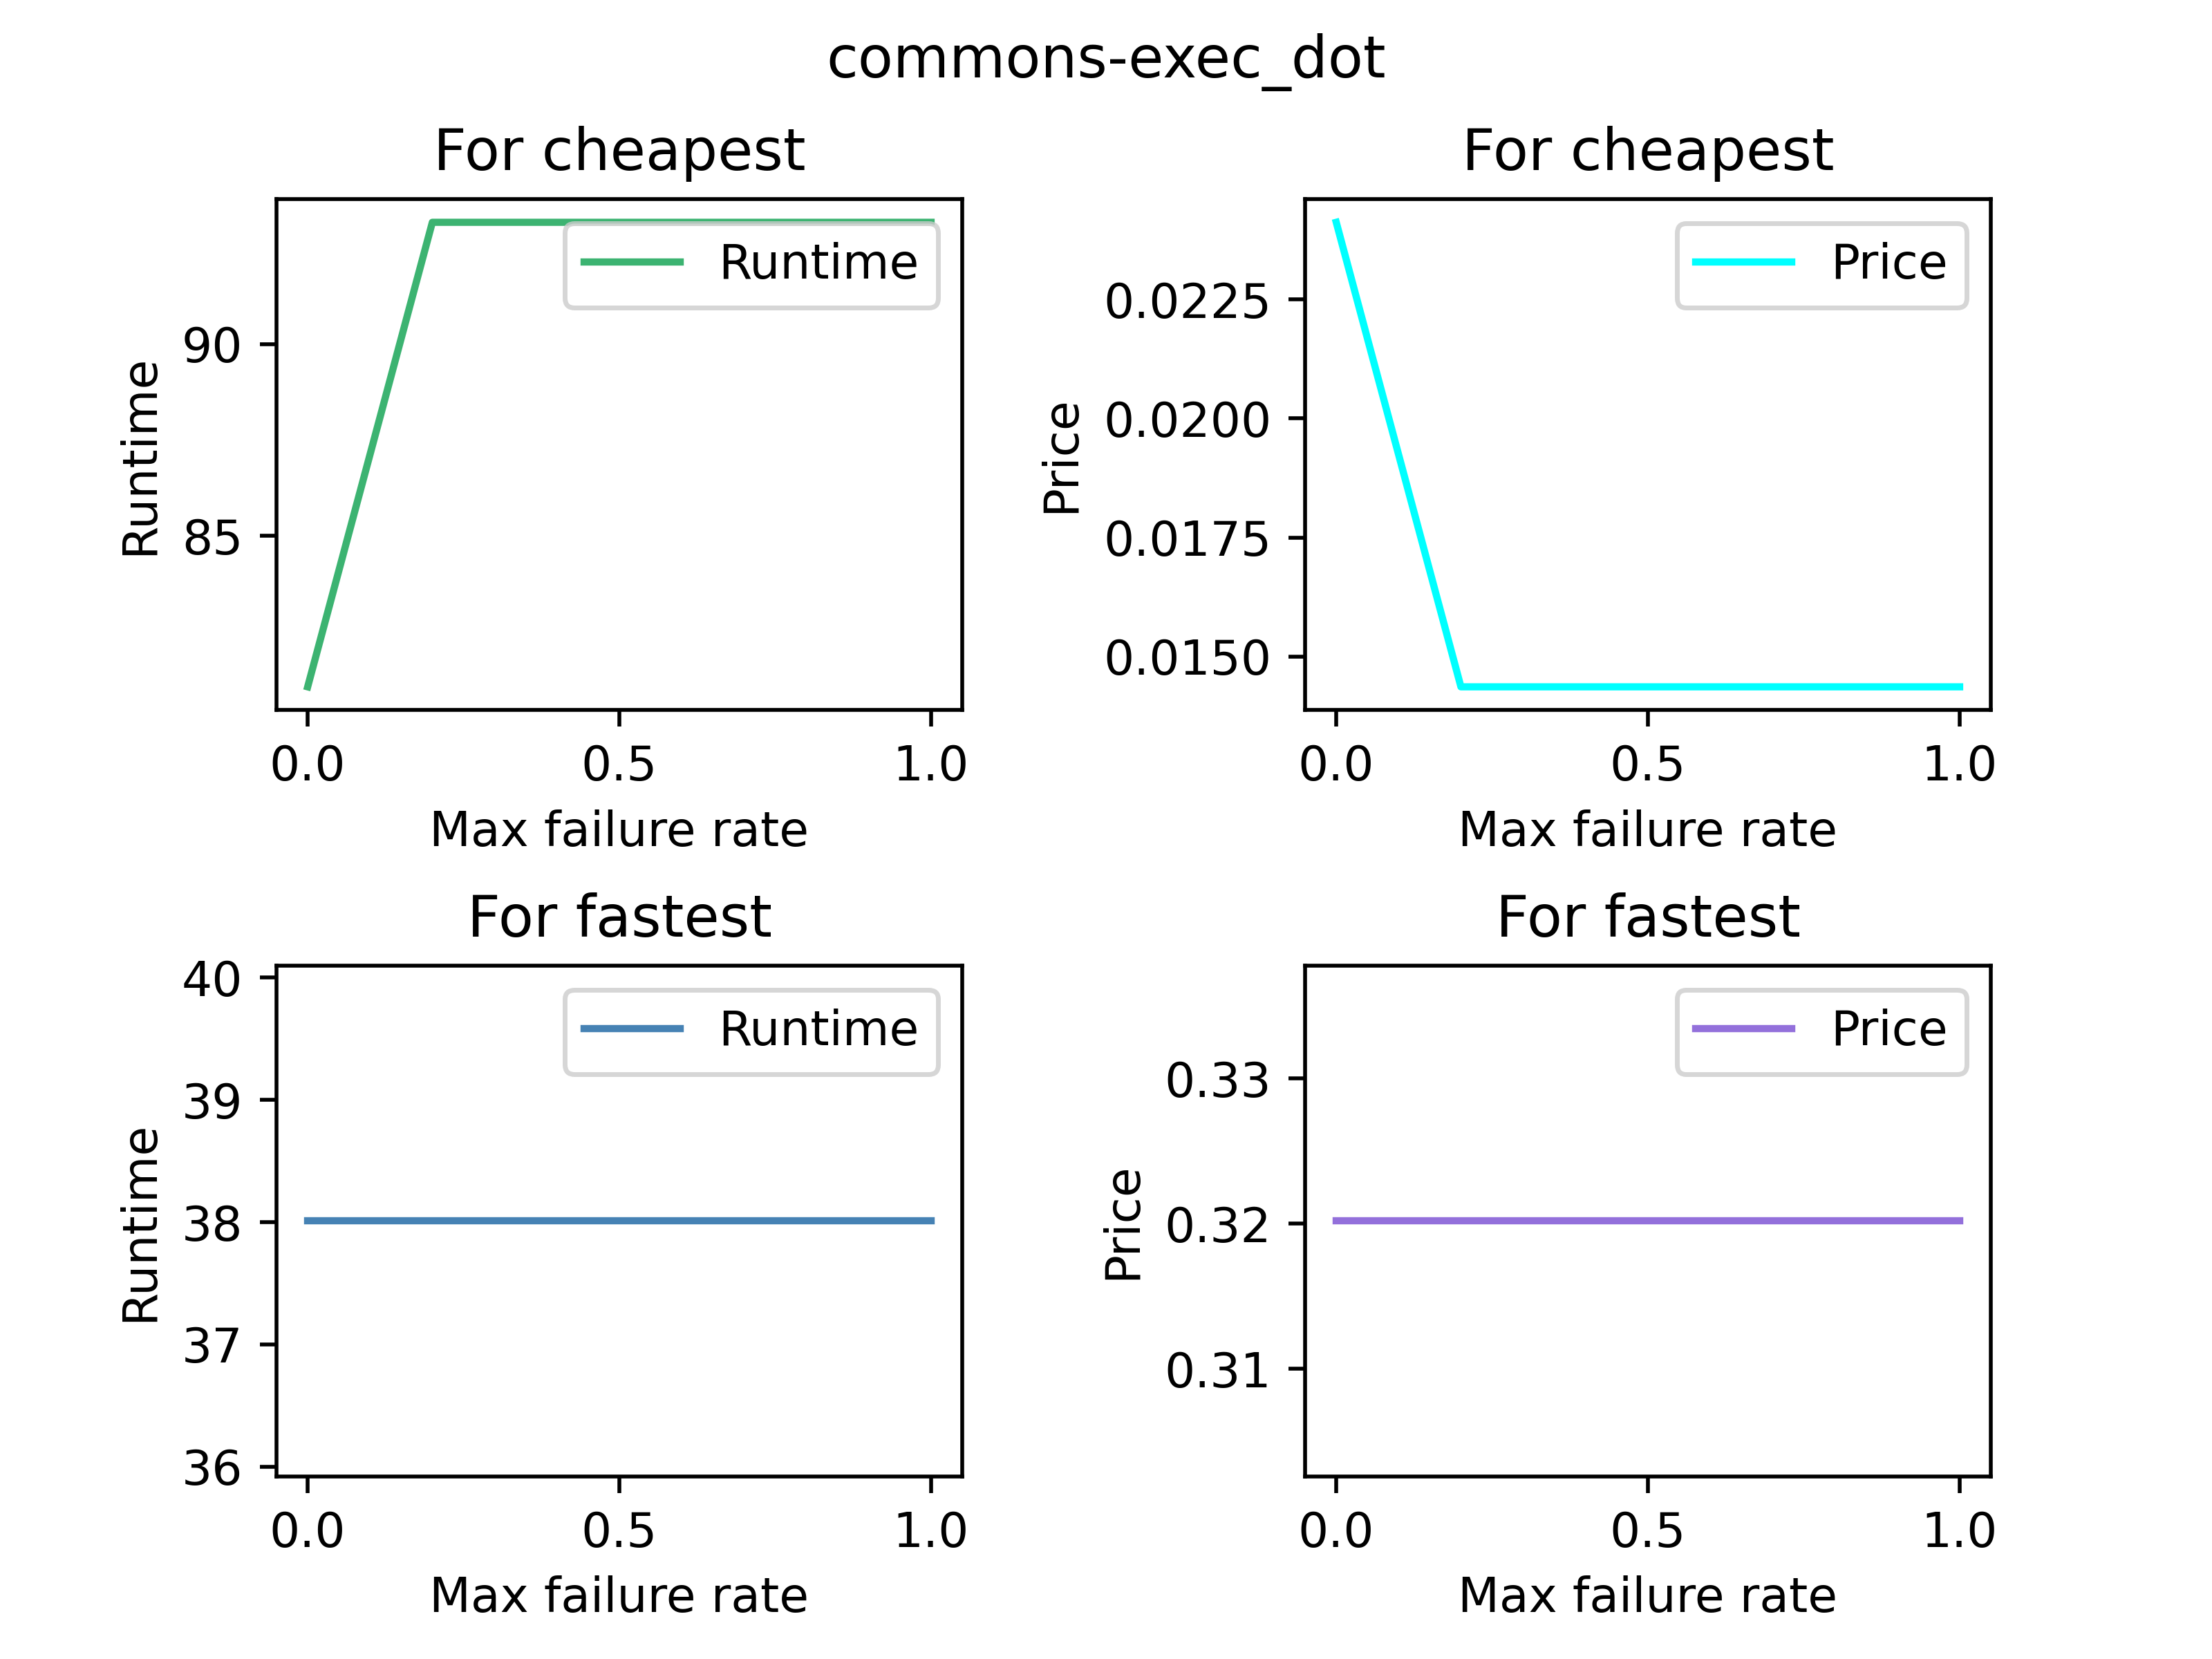 commons-exec_dot
For cheapest
Runtime
90
85
Runtime
0.0
0.5
1.0
Max failure rate
For cheapest
Price
0.0225
0.0200
0.0175
0.0150
Price
0.0
0.5
1.0
Max failure rate
For fastest
Runtime
40
39
38
37
36
Runtime
0.0
0.5
1.0
Max failure rate
For fastest
Price
0.33
0.32
0.31
Price
0.0
0.5
1.0
Max failure rate